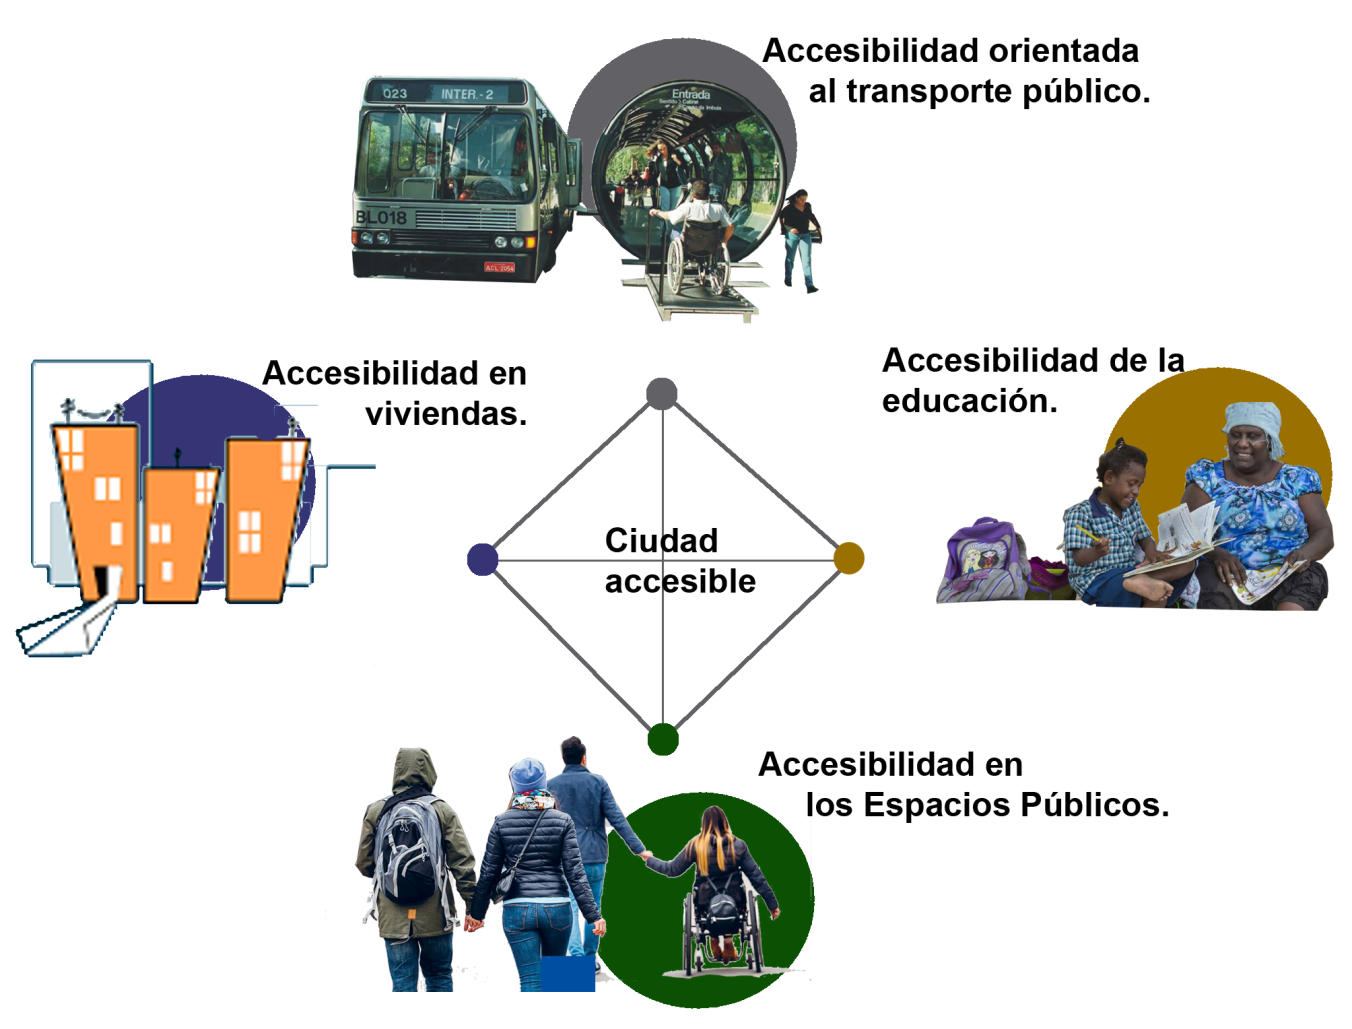 Accesibilidad orientada
al transporte público.
023 INTER.-2
Entrada
BL018
Accesibilidad en
viviendas.
Accesibilidad de la
educación.
Ciudad
accesible
Accesibilidad en
los Espacios Públicos.